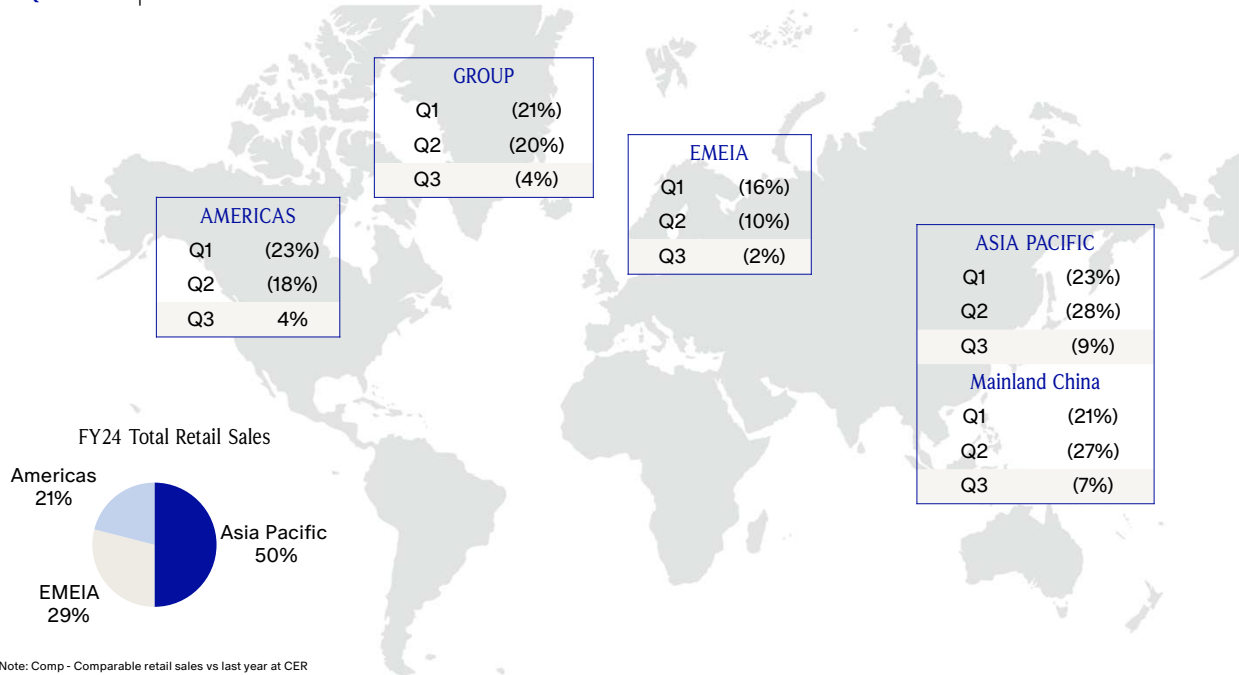 GROUP
Q1 (21%)
Q2 (20%)
Q3 (4%)
EMEIA
Q1 (16%)
Q2 (10%)
Q3 (2%)
AMERICAS
Q1 (23%)
Q2 (18%)
Q3 4%
ASIA PACIFIC
Q1 (23%)
Q2 (28%)
Q3 (9%)
Mainland China
Q1 (21%)
Q2 (27%)
Q3 (7%)
FY24 Total Retail Sales
Americas
21%
Asia Pacific
50%
EMEIA
29%
Note: Comp - Comparable retail sales vs last year at CER